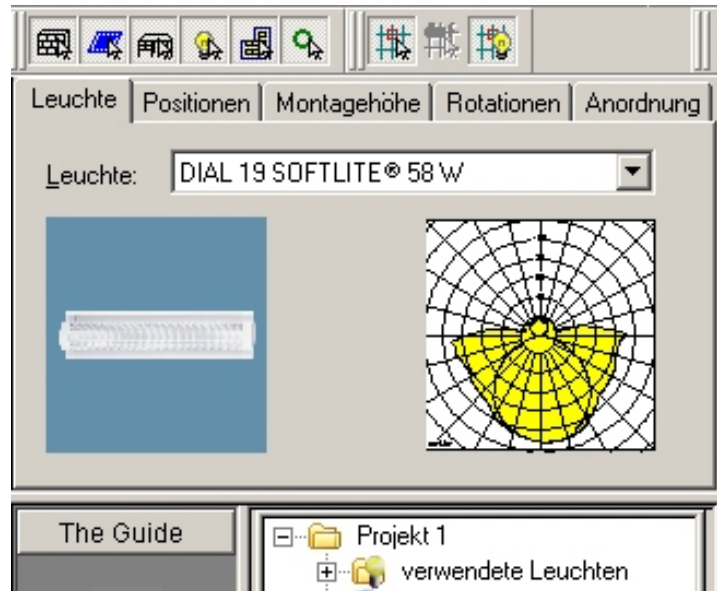 Leuchte Positionen Montagehöhe Rotationen Anordnung
Leuchte: DIAL 19 SOFTLITE® 58 W
The Guide
Projekt 1
verwendete Leuchten